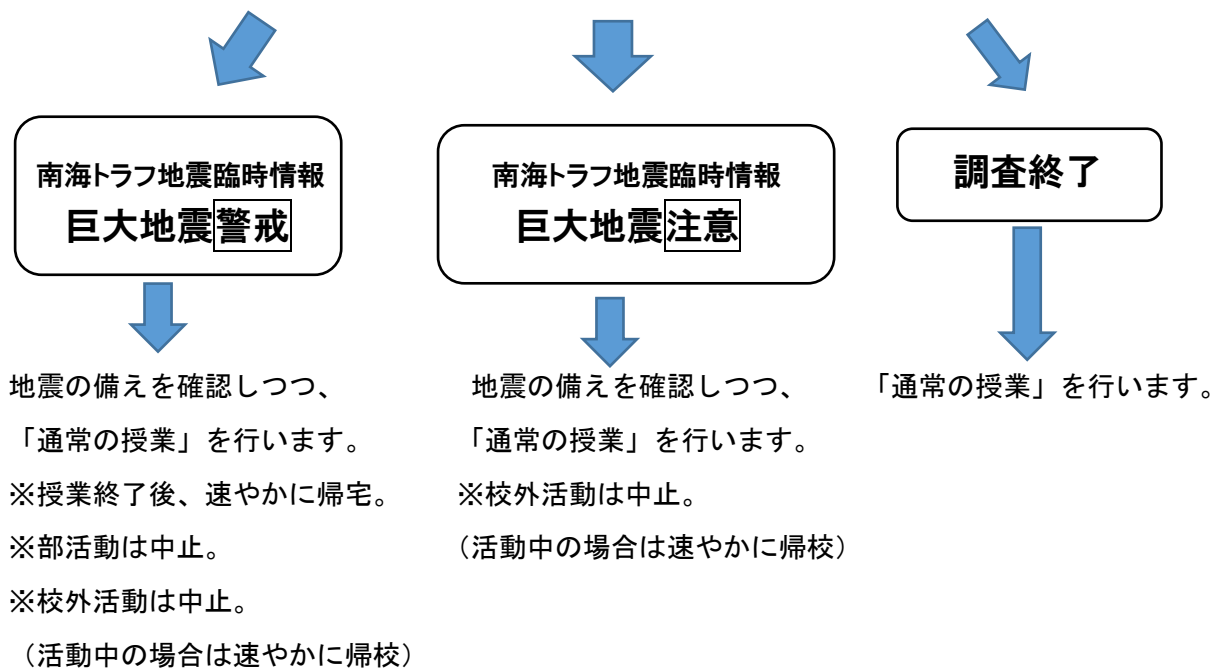 南海トラフ地震臨時情報
巨大地震警戒
地震の備えを確認しつつ、
「通常の授業」を行います。
※授業終了後、速やかに帰宅。
※部活動は中止。
※校外活動は中止。
（活動中の場合は速やかに帰校）
南海トラフ地震臨時情報
巨大地震注意
地震の備えを確認しつつ、
「通常の授業」を行います。
※校外活動は中止。
（活動中の場合は速やかに帰校）
調査終了
「通常の授業」を行います。